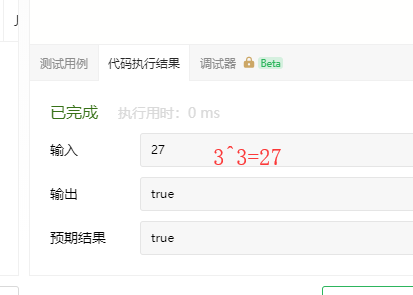 J
测试用例 代码执行结果 调试器 Beta
已完成 执行用时：0 ms
输入 27 3^3=27
输出 true
预期结果 true